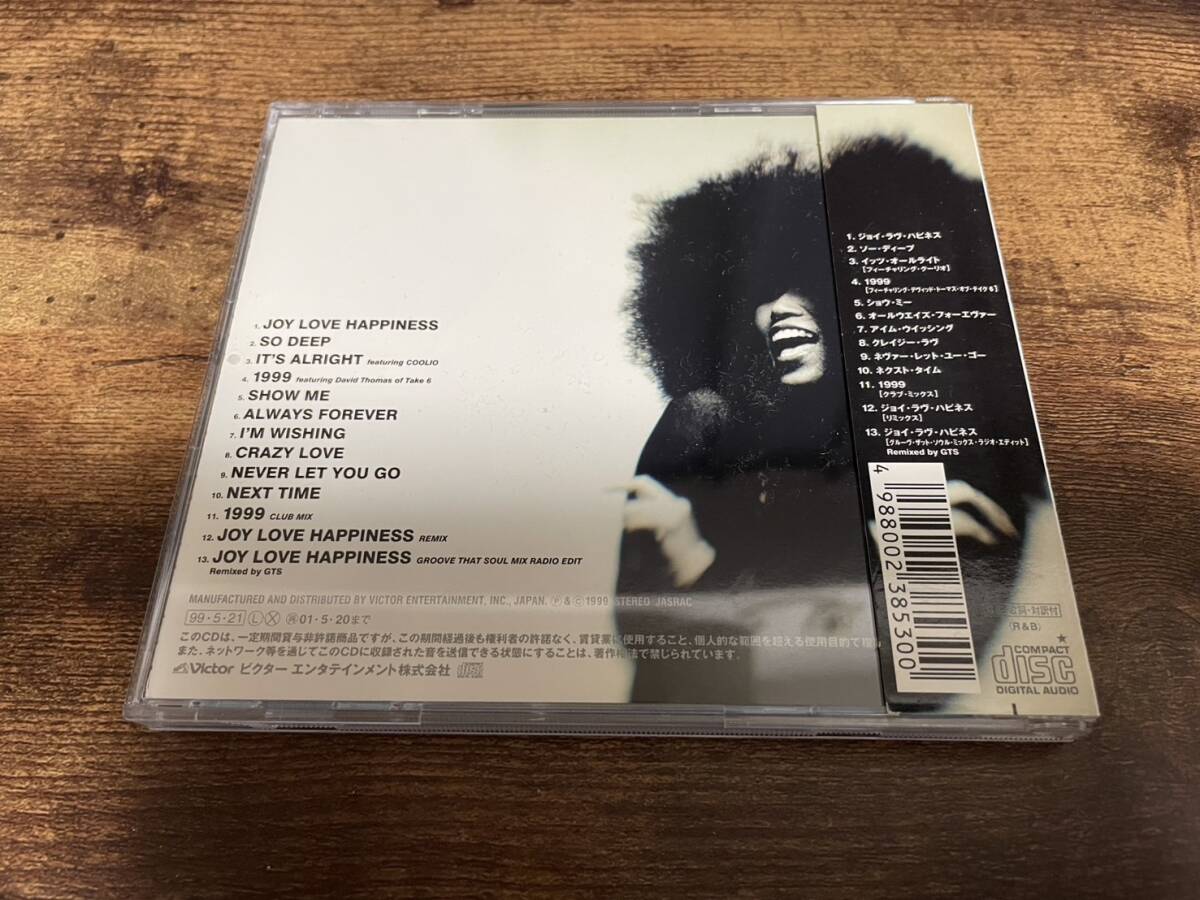 1. JOY LOVE HAPPINESS
2. SO DEEP
3. IT'S ALRIGHT featuring COOLIO
4. 1999 featuring David Thomas of Take 6
5. SHOW ME
6. ALWAYS FOREVER
7. I'M WISHING
8. CRAZY LOVE
9. NEVER LET YOU GO
10. NEXT TIME
11. 1999 CLUB MIX
12. JOY LOVE HAPPINESS REMIX
13. JOY LOVE HAPPINESS GROOVE THAT SOUL MIX RADIO EDIT
Remixed by GTS
MANUFACTURED AND DISTRIBUTED BY VICTOR ENTERTAINMENT, INC., JAPAN. Ⓟ & © 1999 STEREO JASRAC
99・5・21 Ⓛ Ⓧ ㋻01・5・20まで
このCDは、一定期間貸与非許諾商品ですが、この期間経過後も権利者の許諾なく、賃貸業に使用すること、個人的な範囲を超える使用目的で複
また、ネットワーク等を通じてこのCDに収録された音を送信できる状態にすることは、著作権法で禁じられています.
Victor ビクター エンタテインメント株式会社 disc
1. ジョイ・ラヴ・ハピネス
2. ソー・ディープ
3. イッツ・オールライト
[フィーチャリング・クーリオ]
4. 1999
[フィーチャリング・デヴィッド・トーマス・オブ・テイク6]
5. ショウ・ミー
6. オールウェイズ・フォーエヴァー
7. アイム・ウイッシング
8. クレイジー・ラヴ
9. ネヴァー・レット・ユー・ゴー
10. ネクスト・タイム
11. 1999
[クラブ・ミックス]
12. ジョイ・ラヴ・ハピネス
[リミックス]
13. ジョイ・ラヴ・ハピネス
[グルーヴ・ザット・ソウル・ミックス・ラジオ・エディット]
Remixed by GTS
4 988002 385300
歌詞・対訳付
(R&B)
★
COMPACT
disc
DIGITAL AUDIO